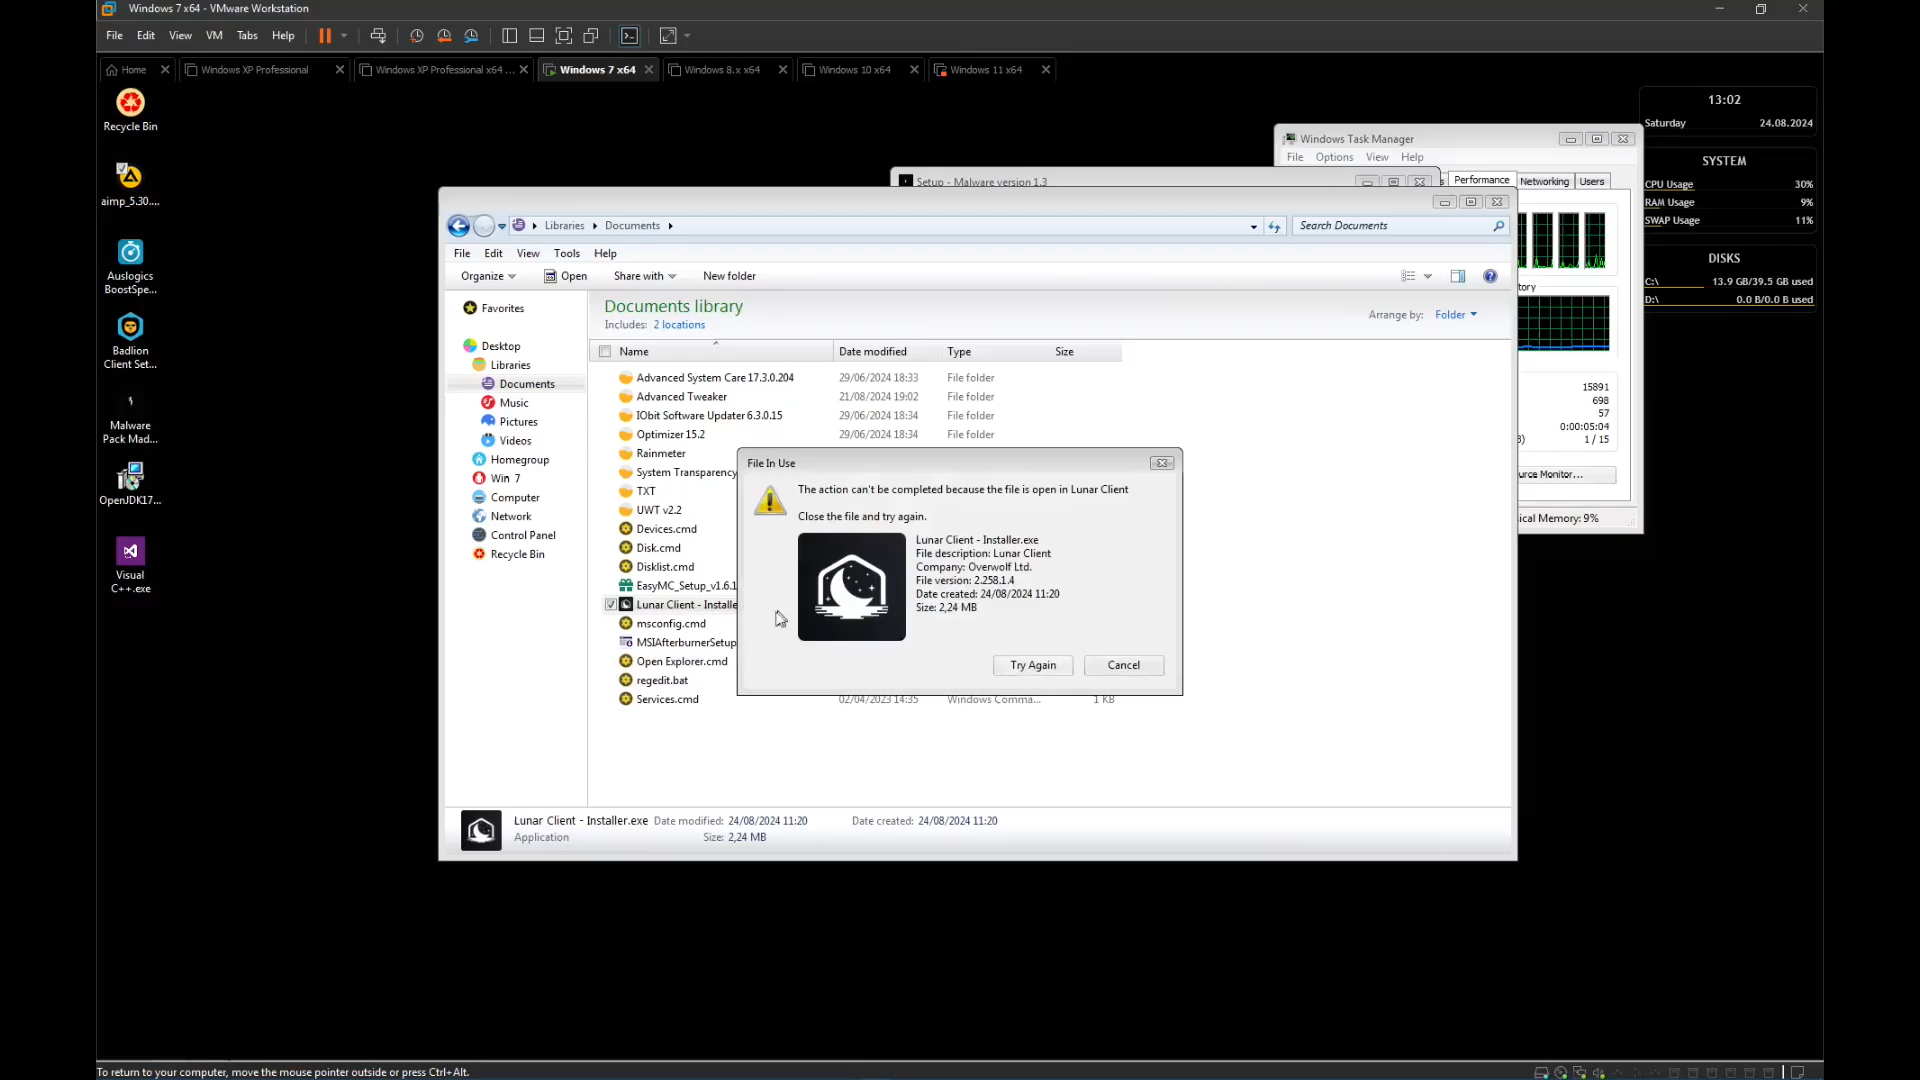 Windows 7 x64 - VMware Workstation
File Edit View VM Tabs Help
Home
Windows XP Professional
Windows XP Professional x64 ...
Windows 7 x64
Windows 8.x x64
Windows 10 x64
Windows 11 x64
Recycle Bin
aimp_5.30....
Auslogics
BoostSpe...
Badlion
Client Set...
Malware
Pack Mad...
OpenJDK17...
Visual
C++.exe
13:02
Saturday 24.08.2024
SYSTEM
CPU Usage 30%
RAM Usage 9%
SWAP Usage 11%
DISKS
C:\ 13.9 GB/39.5 GB used
D:\ 0.0 B/0.0 B used
Windows Task Manager
File Options View Help
Performance Networking Users
15891
698
57
0:00:05:04
1 / 15
urce Monitor...
ical Memory: 9%
Setup - Malware version 1.3
Libraries Documents
Search Documents
File Edit View Tools Help
Organize Open Share with New folder
Favorites
Desktop
Libraries
Documents
Music
Pictures
Videos
Homegroup
Win 7
Computer
Network
Control Panel
Recycle Bin
Documents library
Includes: 2 locations
Arrange by: Folder
Name Date modified Type Size
Advanced System Care 17.3.0.204 29/06/2024 18:33 File folder
Advanced Tweaker 21/08/2024 19:02 File folder
IObit Software Updater 6.3.0.15 29/06/2024 18:34 File folder
Optimizer 15.2 29/06/2024 18:34 File folder
Rainmeter
System Transparency
TXT
UWT v2.2
Devices.cmd
Disk.cmd
Disklist.cmd
EasyMC_Setup_v1.6.1
Lunar Client - Installe
msconfig.cmd
MSIAfterburnerSetup
Open Explorer.cmd
regedit.bat
Services.cmd 02/04/2023 14:35 Windows Comma... 1 KB
File In Use
The action can't be completed because the file is open in Lunar Client
Close the file and try again.
Lunar Client - Installer.exe
File description: Lunar Client
Company: Overwolf Ltd.
File version: 2.258.1.4
Date created: 24/08/2024 11:20
Size: 2,24 MB
Try Again Cancel
Lunar Client - Installer.exe Date modified: 24/08/2024 11:20 Date created: 24/08/2024 11:20
Application Size: 2,24 MB
To return to your computer, move the mouse pointer outside or press Ctrl+Alt.